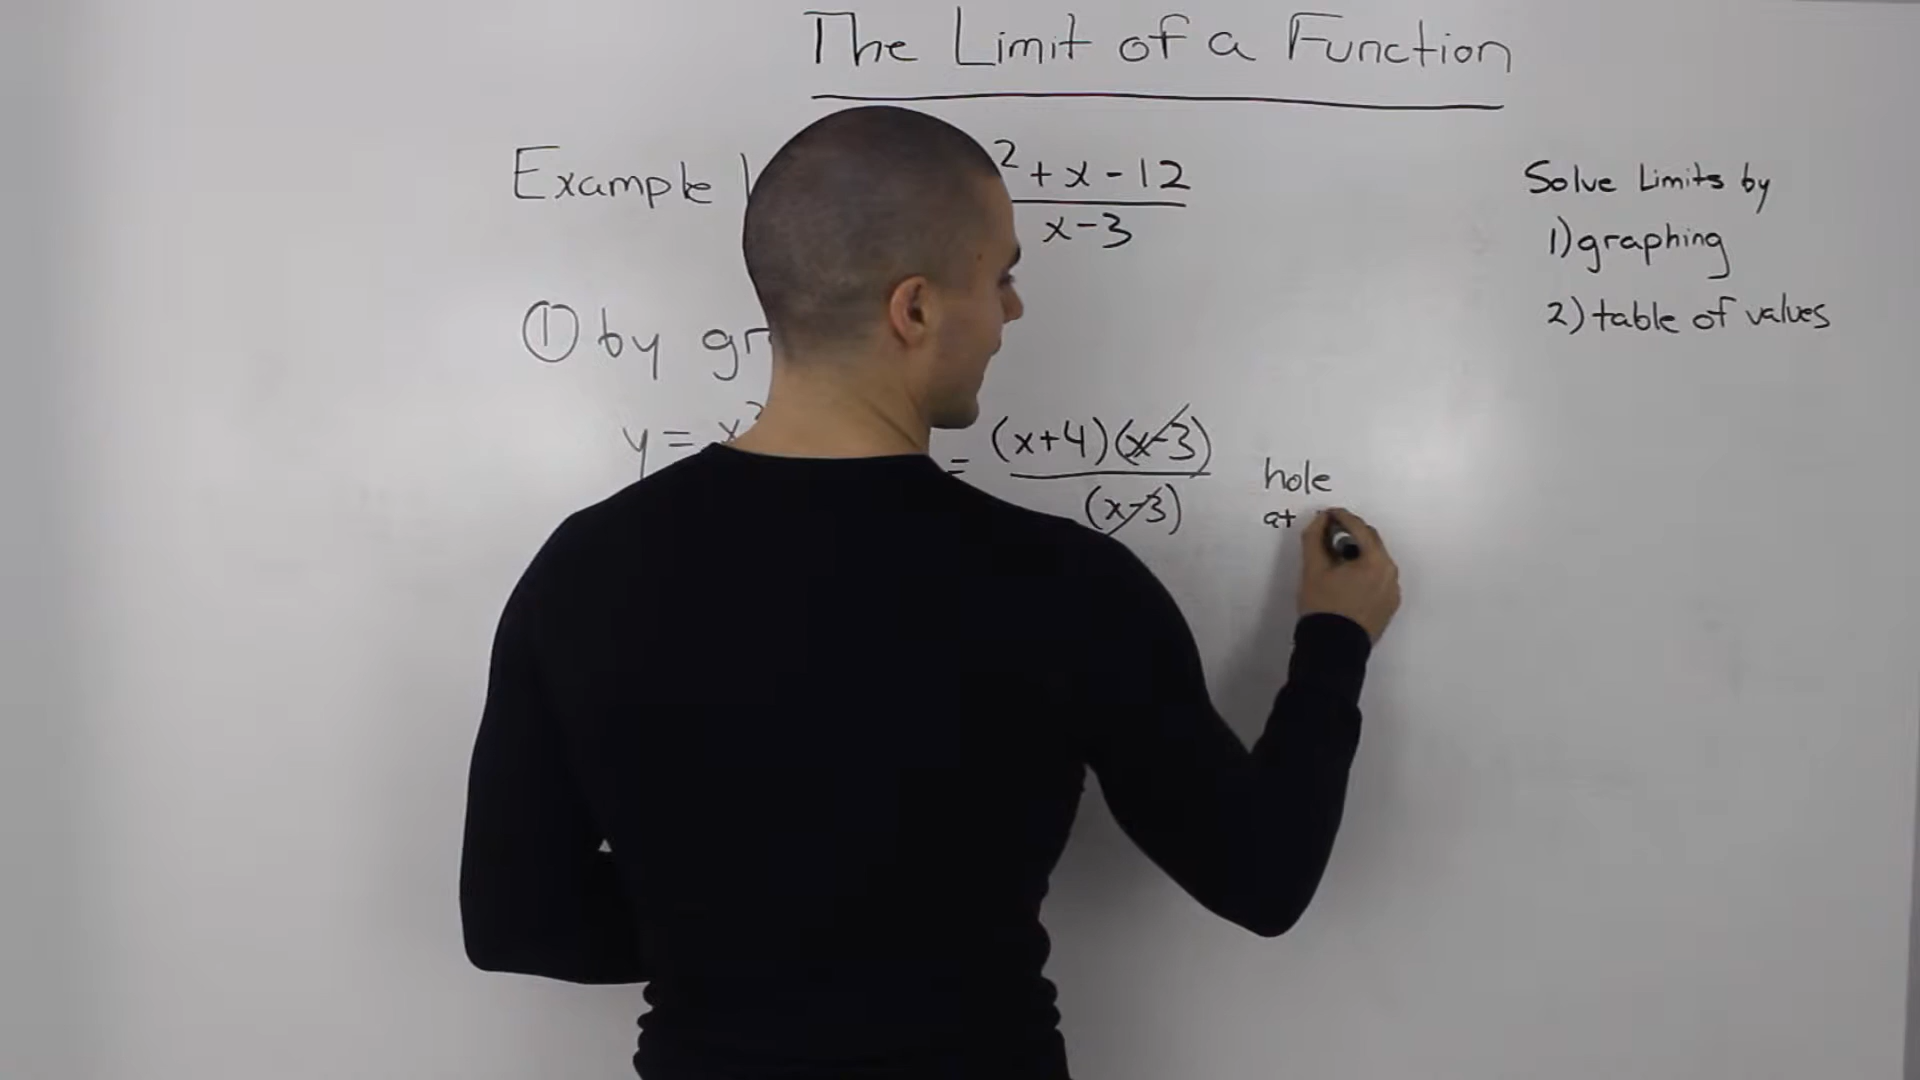 The Limit of a Function
Example
2 + x - 12
x - 3
Solve Limits by
1) graphing
2) table of values
① by gr
y = x²
= (x+4)(x-3)
(x-3)
hole
at